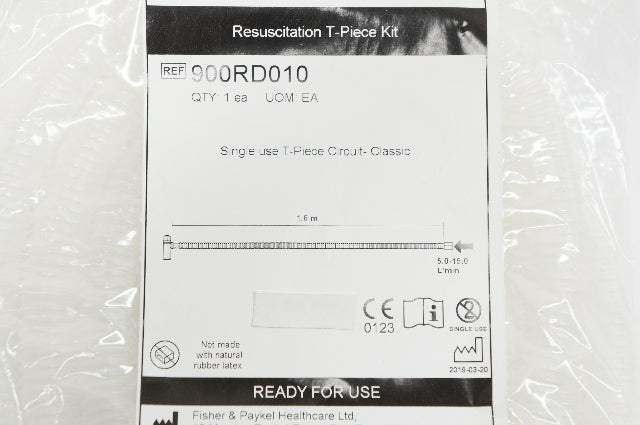 Resuscitation T-Piece Kit
REF 900RD010
QTY: 1 ea UOM: EA
Single use T-Piece Circuit- Classic
1.6 m
5.0-15.0
L/min
CE
0123
i
2
SINGLE USE
Not made
with natural
rubber latex.
2019-03-20
READY FOR USE
Fisher & Paykel Healthcare Ltd,